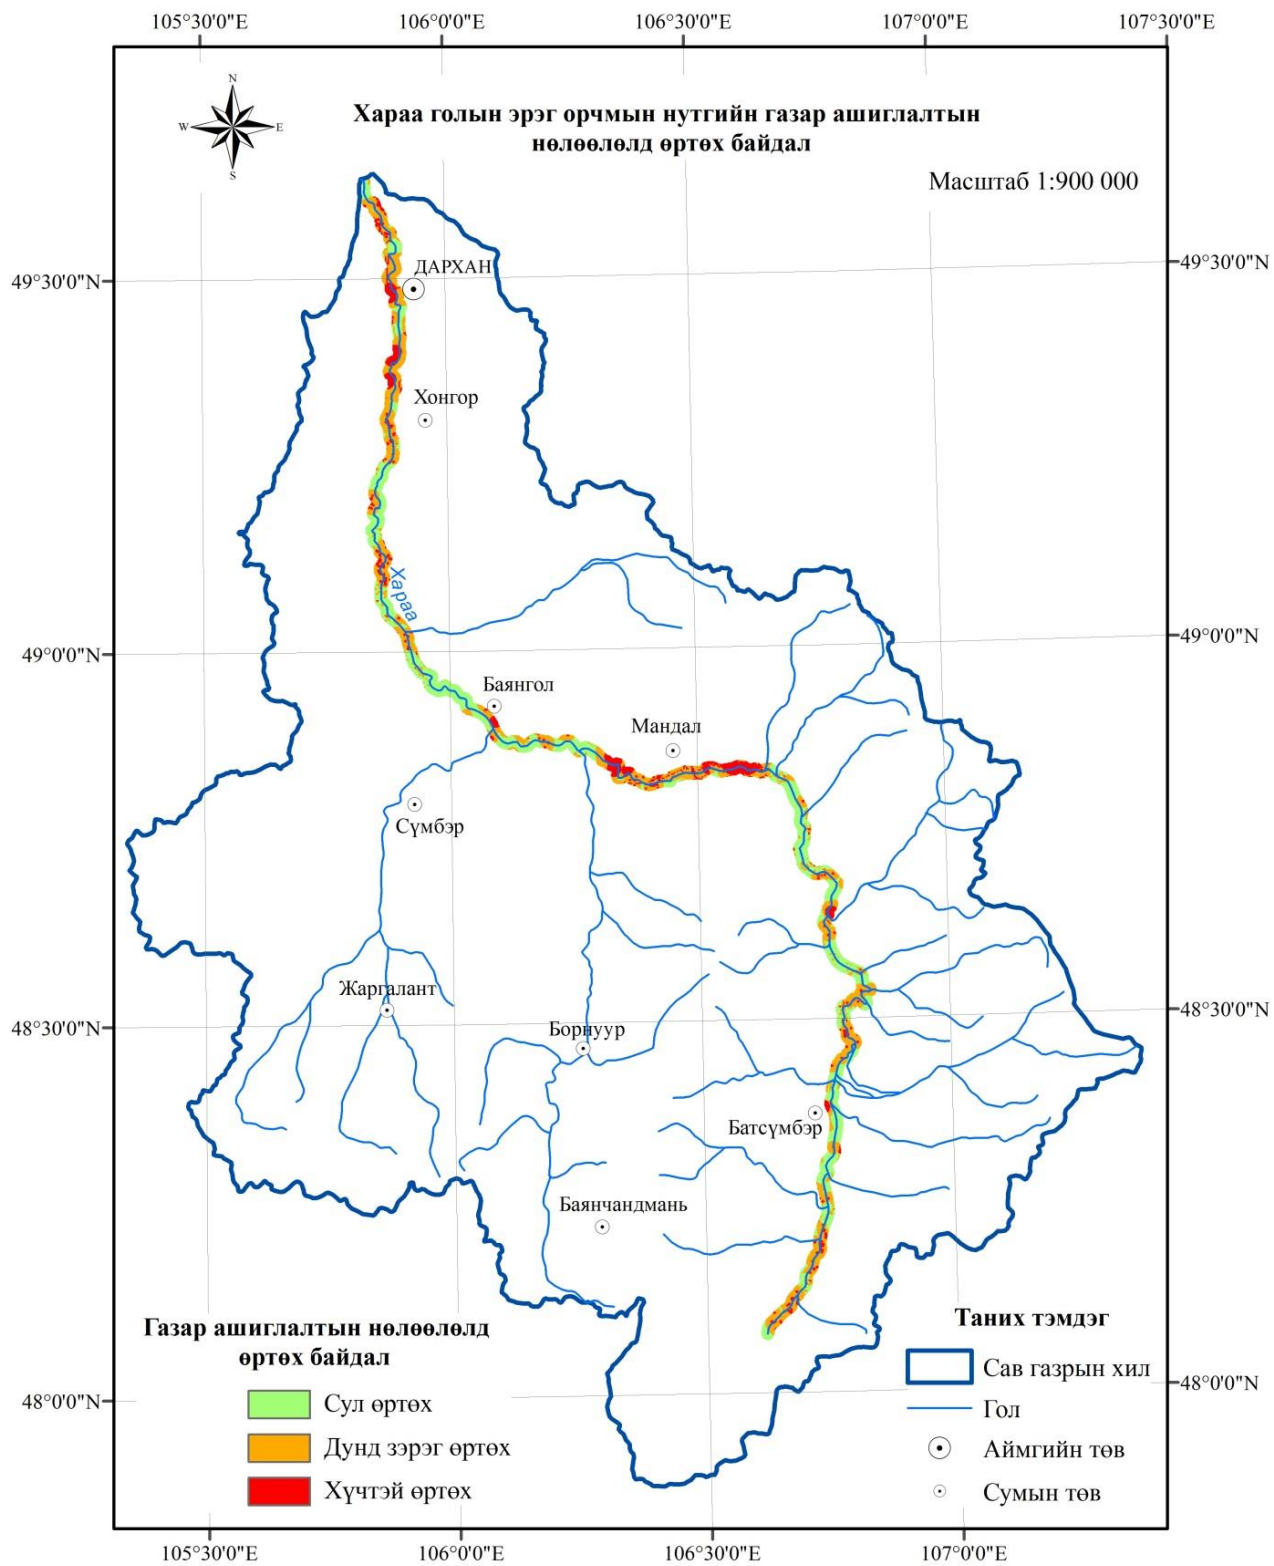 105°30'0"E 106°0'0"E 106°30'0"E 107°0'0"E 107°30'0"E
N
W E
S
Хараа голын эрэг орчмын нутгийн газар ашиглалтын
нөлөөлөлд өртөх байдал
Масштаб 1:900 000
49°30'0"N
49°30'0"N
ДАРХАН
Хонгор
Хараа
49°0'0"N
49°0'0"N
Баянгол
Мандал
Сүмбэр
Жаргалант
48°30'0"N
48°30'0"N
Борнуур
Батсүмбэр
Баянчандмань
Газар ашиглалтын нөлөөлөлд
өртөх байдал
Сул өртөх
Дунд зэрэг өртөх
Хүчтэй өртөх
Таних тэмдэг
Сав газрын хил
Гол
Аймгийн төв
Сумын төв
48°0'0"N
48°0'0"N
105°30'0"E 106°0'0"E 106°30'0"E 107°0'0"E